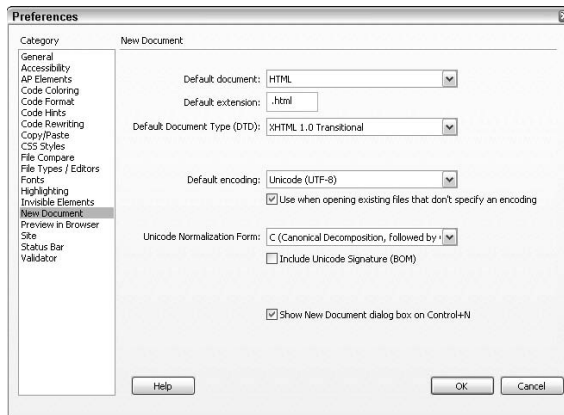 Preferences
Category
New Document
General
Accessibility
AP Elements
Code Coloring
Code Format
Code Hints
Code Rewriting
Copy/Paste
CSS Styles
File Compare
File Types / Editors
Fonts
Highlighting
Invisible Elements
New Document
Preview in Browser
Site
Status Bar
Validator
Default document: HTML
Default extension: .html
Default Document Type (DTD): XHTML 1.0 Transitional
Default encoding: Unicode (UTF-8)
Use when opening existing files that don't specify an encoding
Unicode Normalization Form: C (Canonical Decomposition, followed by
Include Unicode Signature (BOM)
Show New Document dialog box on Control+N
Help
OK
Cancel